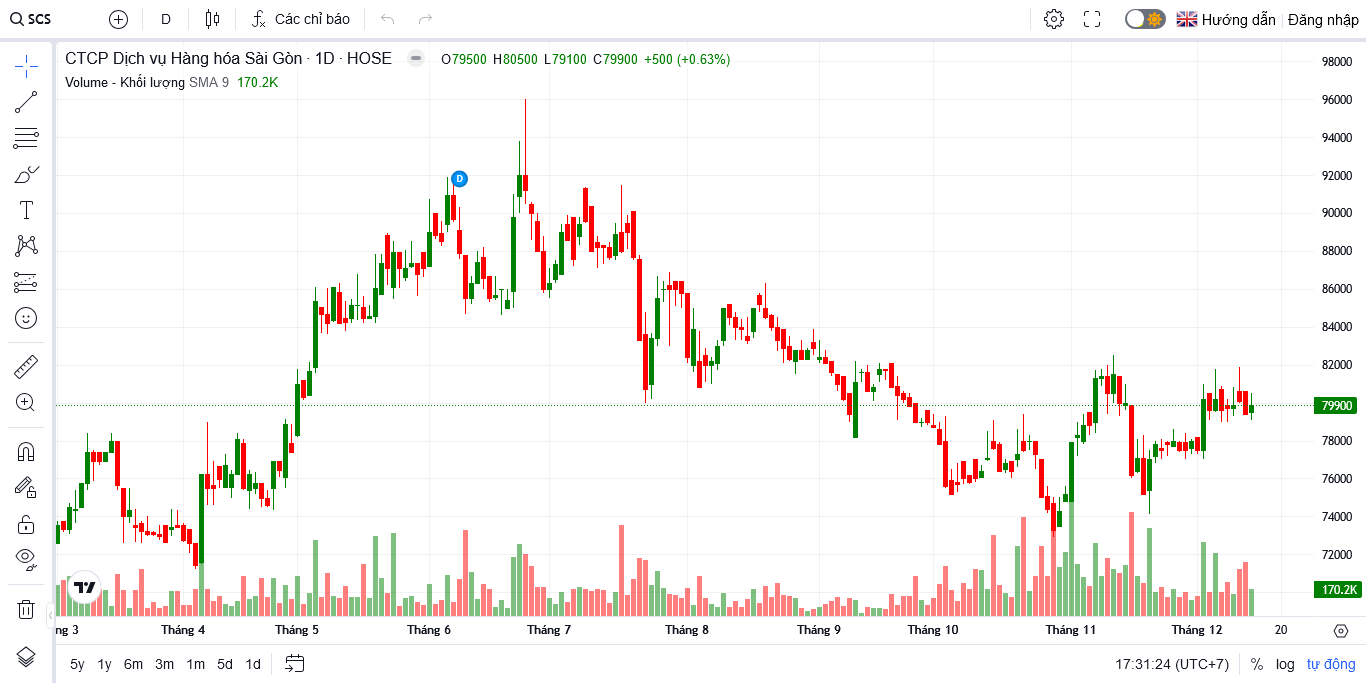 SCS
D
Các chỉ báo
Hướng dẫn
Đăng nhập
CTCP Dịch vụ Hàng hóa Sài Gòn · 1D · HOSE
O79500 H80500 L79100 C79900 +500 (+0.63%)
Volume - Khối lượng SMA 9 170.2K
D
98000
96000
94000
92000
90000
88000
86000
84000
82000
79900
78000
76000
74000
72000
170.2K
ng 3
Tháng 4
Tháng 5
Tháng 6
Tháng 7
Tháng 8
Tháng 9
Tháng 10
Tháng 11
Tháng 12
20
5y 1y 6m 3m 1m 5d 1d
17:31:24 (UTC+7)
%
log
tự động